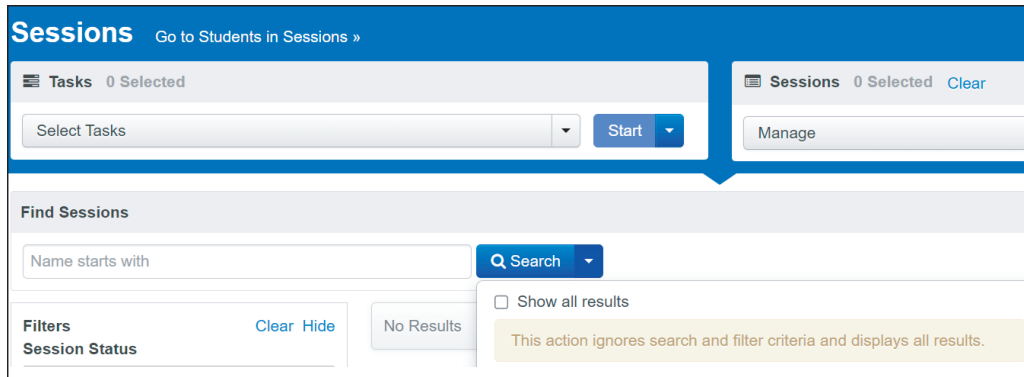 Sessions Go to Students in Sessions »
Tasks 0 Selected
Select Tasks
Start
Sessions 0 Selected Clear
Manage
Find Sessions
Name starts with
Search
Show all results
This action ignores search and filter criteria and displays all results.
Filters Clear Hide
Session Status
No Results